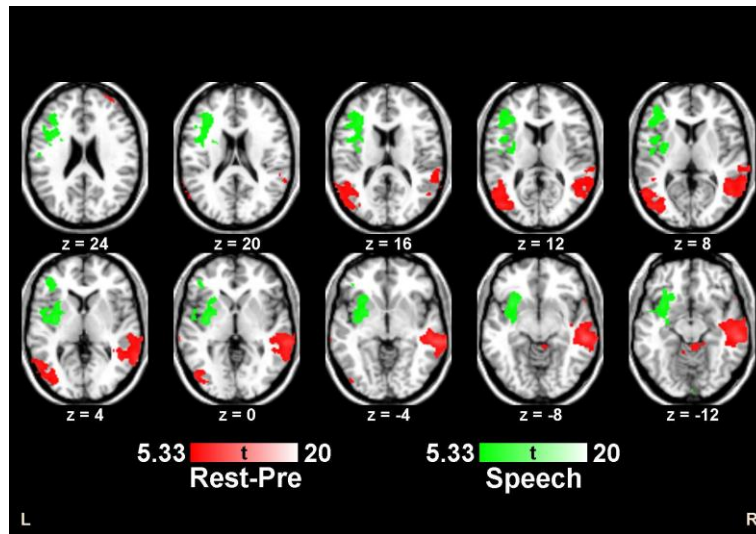 z = 24 z = 20 z = 16 z = 12 z = 8
z = 4 z = 0 z = -4 z = -8 z = -12
5.33 t 20 5.33 t 20
Rest-Pre Speech
L R